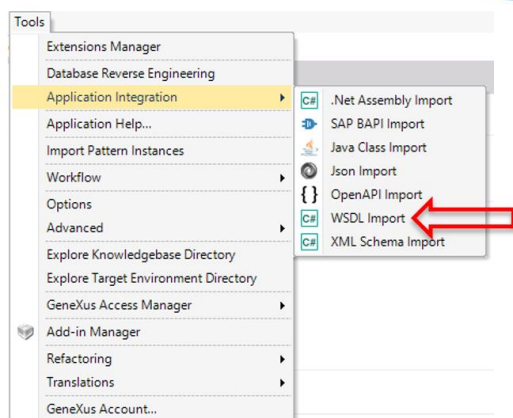 Tools
Extensions Manager
Database Reverse Engineering
Application Integration
Application Help...
Import Pattern Instances
Workflow
Options
Advanced
Explore Knowledgebase Directory
Explore Target Environment Directory
GeneXus Access Manager
Add-in Manager
Refactoring
Translations
GeneXus Account...
C# .Net Assembly Import
SAP BAPI Import
Java Class Import
Json Import
{ } OpenAPI Import
C# WSDL Import
C# XML Schema Import